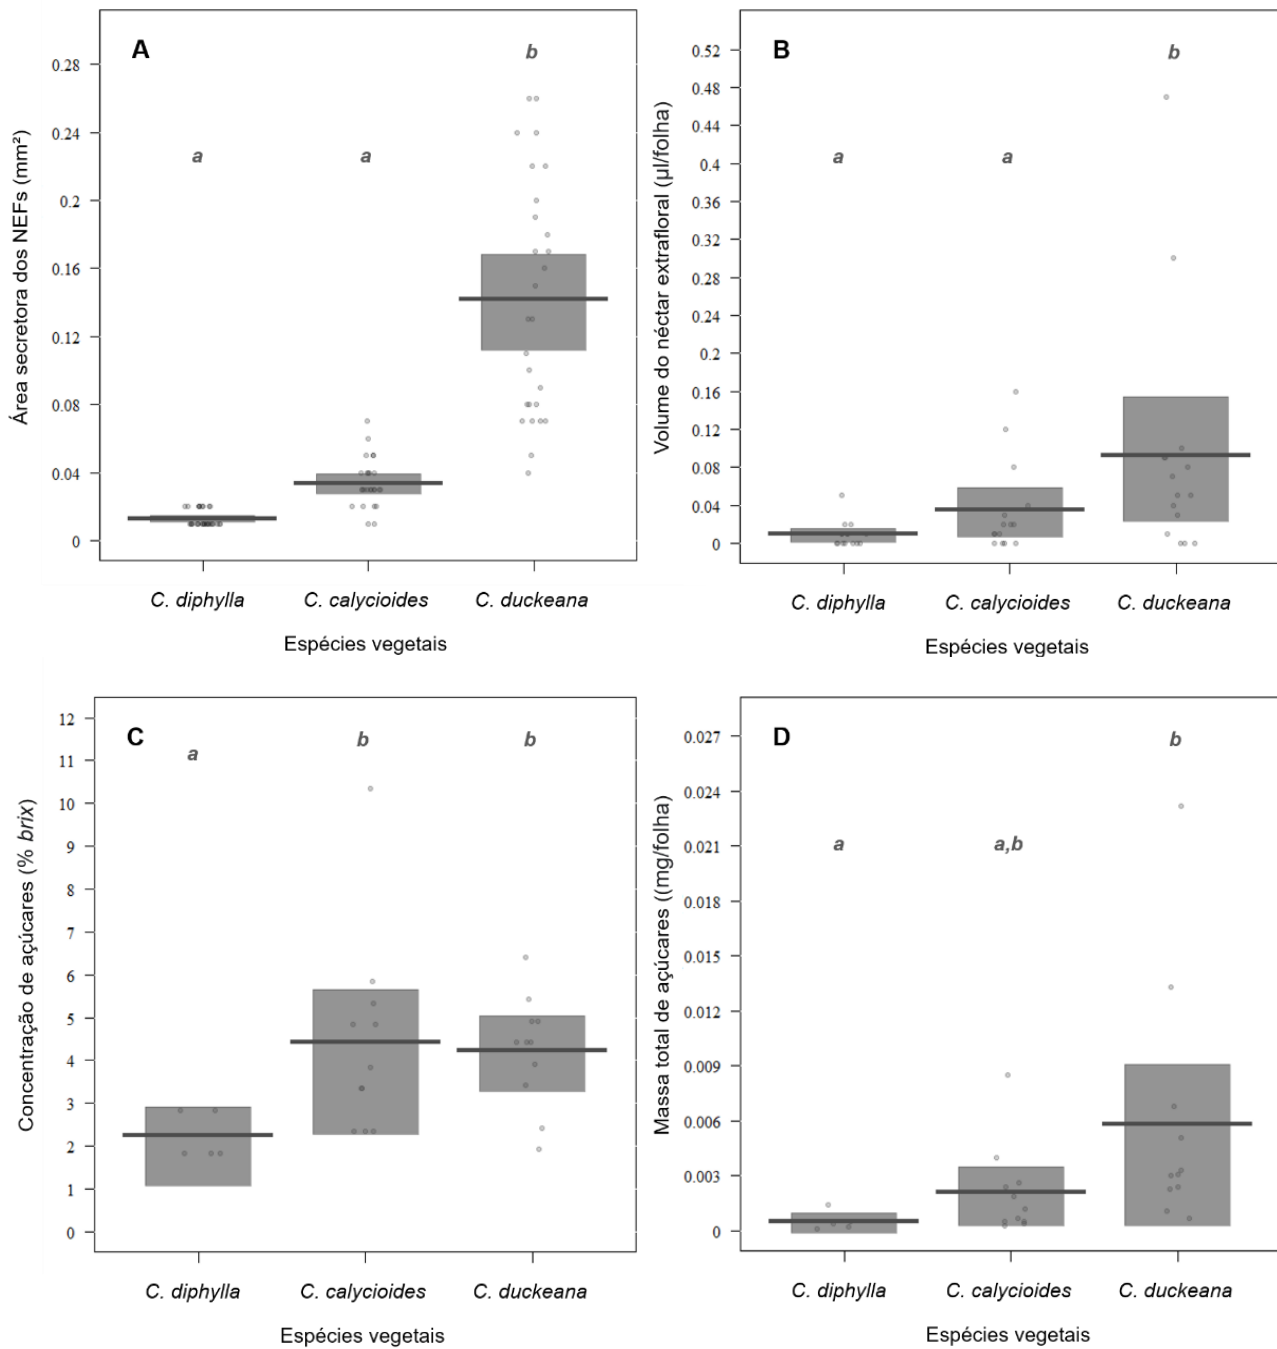 A
b
0.28
0.24
a
a
0.2
0.16
0.12
0.08
0.04
0
Área secretora dos NEFs (mm²)
C. diphylla
C. calycioides
C. duckeana
Espécies vegetais
B
b
0.52
0.48
0.44
0.4
a
a
0.36
0.32
0.28
0.24
0.2
0.16
0.12
0.08
0.04
0
Volume do néctar extrafloral (µl/folha)
C. diphylla
C. calycioides
C. duckeana
Espécies vegetais
12
C
b
b
a
11
10
9
8
7
6
5
4
3
2
1
0
Concentração de açúcares (% brix)
C. diphylla
C. calycioides
C. duckeana
Espécies vegetais
0.027
D
b
0.024
0.021
a
a,b
0.018
0.015
0.012
0.009
0.006
0.003
0
Massa total de açúcares ((mg/folha)
C. diphylla
C. calycioides
C. duckeana
Espécies vegetais